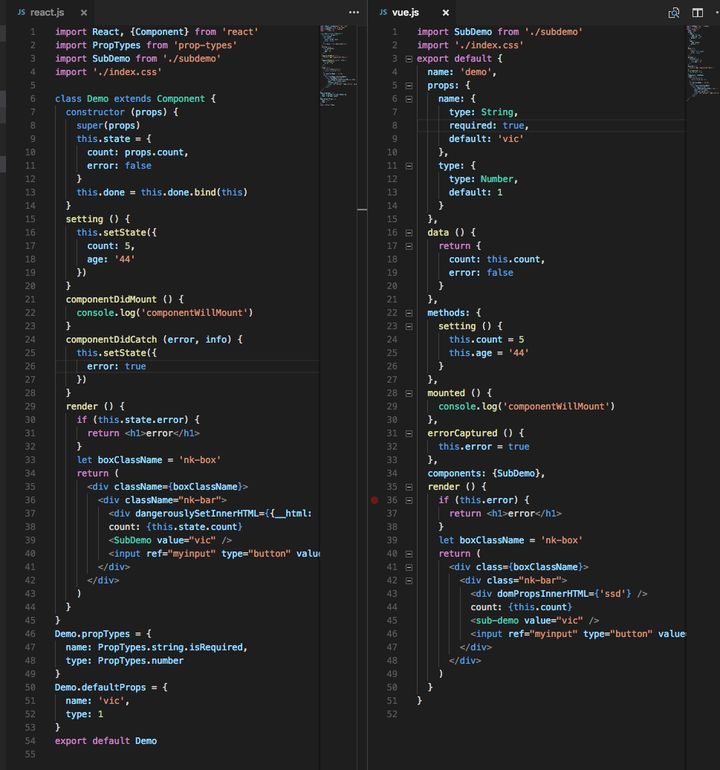 JS react.js ×
1 import React, {Component} from 'react'
2 import PropTypes from 'prop-types'
3 import SubDemo from './subdemo'
4 import './index.css'
5
6 class Demo extends Component {
7 constructor (props) {
8 super(props)
9 this.state = {
10 count: props.count,
11 error: false
12 }
13 this.done = this.done.bind(this)
14 }
15 setting () {
16 this.setState({
17 count: 5,
18 age: '44'
19 })
20 }
21 componentDidMount () {
22 console.log('componentWillMount')
23 }
24 componentDidCatch (error, info) {
25 this.setState({
26 error: true
27 })
28 }
29 render () {
30 if (this.state.error) {
31 return <h1>error</h1>
32 }
33 let boxClassName = 'nk-box'
34 return (
35 <div className={boxClassName}>
36 <div className="nk-bar">
37 <div dangerouslySetInnerHTML={{__html:
38 count: {this.state.count}
39 <SubDemo value="vic" />
40 <input ref="myinput" type="button" valu
41 </div>
42 </div>
43 )
44 }
45 }
46 Demo.propTypes = {
47 name: PropTypes.string.isRequired,
48 type: PropTypes.number
49 }
50 Demo.defaultProps = {
51 name: 'vic',
52 type: 1
53 }
54 export default Demo
55
JS vue.js ×
1 import SubDemo from './subdemo'
2 import './index.css'
3 export default {
4 name: 'demo',
5 props: {
6 name: {
7 type: String,
8 required: true,
9 default: 'vic'
10 },
11 type: {
12 type: Number,
13 default: 1
14 }
15 },
16 data () {
17 return {
18 count: this.count,
19 error: false
20 }
21 },
22 methods: {
23 setting () {
24 this.count = 5
25 this.age = '44'
26 }
27 },
28 mounted () {
29 console.log('componentWillMount')
30 },
31 errorCaptured () {
32 this.error = true
33 },
34 components: {SubDemo},
35 render () {
36 if (this.error) {
37 return <h1>error</h1>
38 }
39 let boxClassName = 'nk-box'
40 return (
41 <div class={boxClassName}>
42 <div class="nk-bar">
43 <div domPropsInnerHTML={'ssd'} />
44 count: {this.count}
45 <sub-demo value="vic" />
46 <input ref="myinput" type="button" value
47 </div>
48 </div>
49 )
50 }
51 }
52